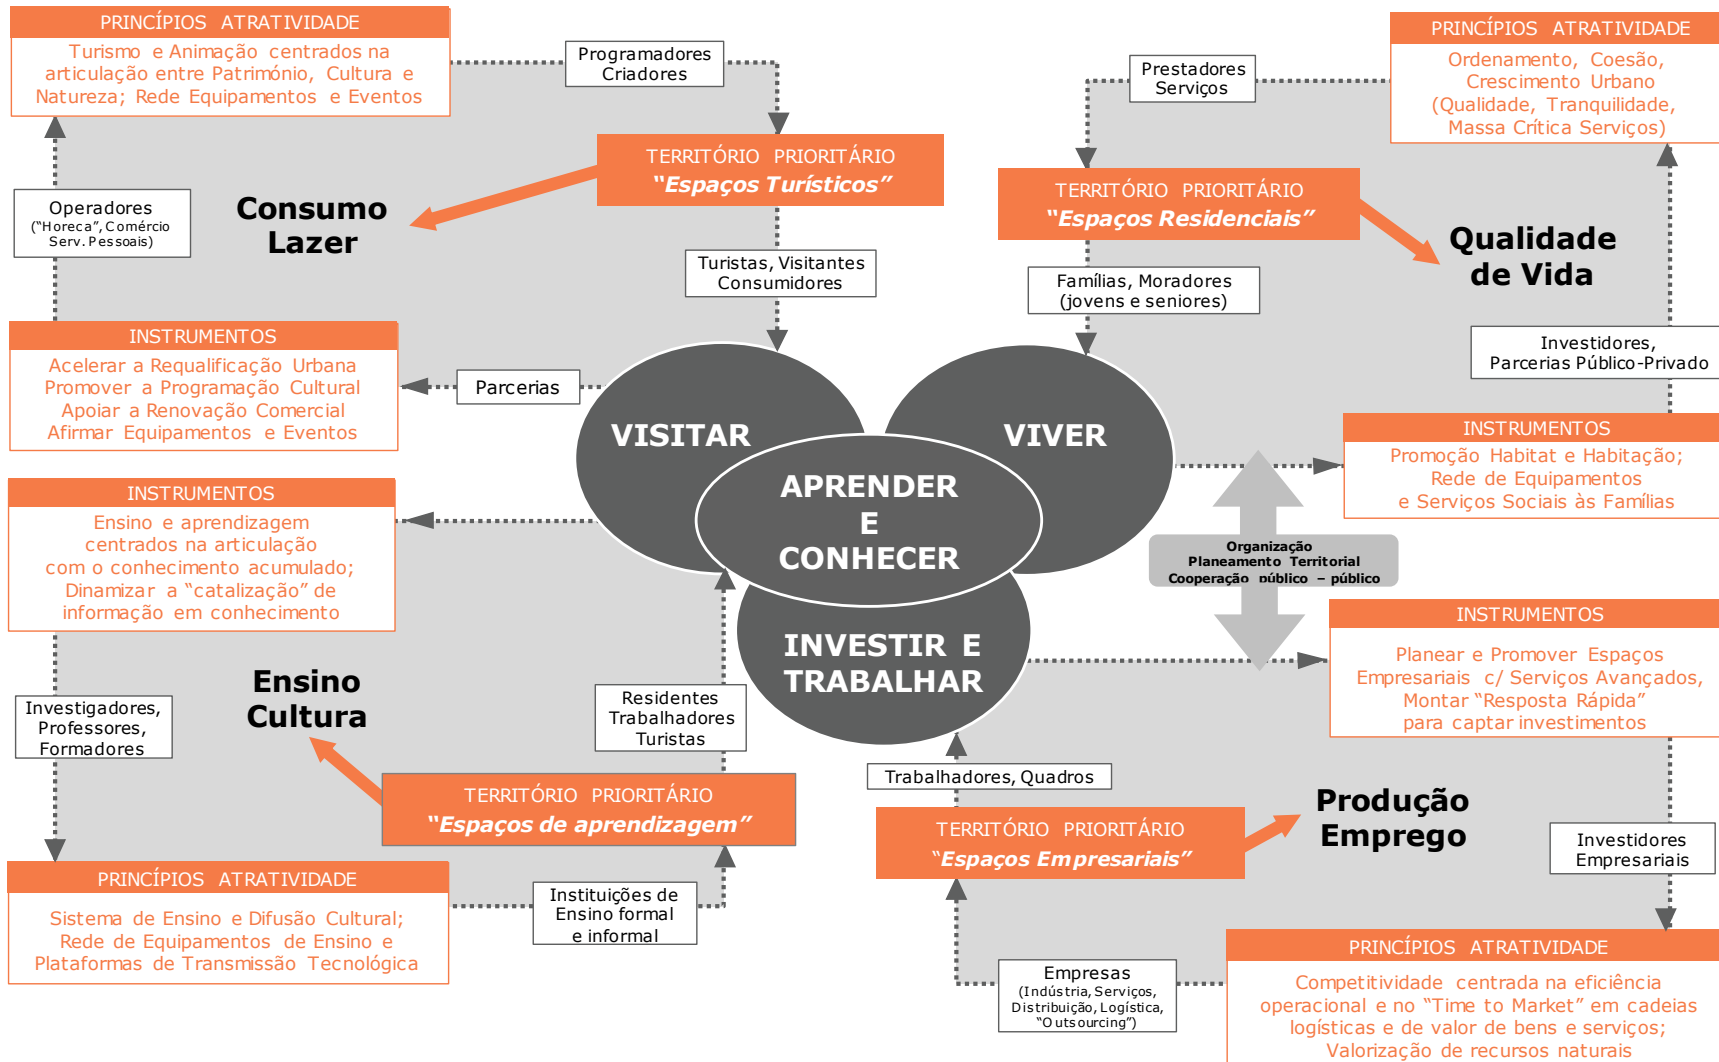 PRINCÍPIOS ATRATIVIDADE
Turismo e Animação centrados na
articulação entre Património, Cultura e
Natureza; Rede Equipamentos e Eventos
Programadores
Criadores
TERRITÓRIO PRIORITÁRIO
“Espaços Turísticos”
Operadores
(“Horeca”, Comércio
Serv. Pessoais)
Consumo
Lazer
Turistas, Visitantes
Consumidores
INSTRUMENTOS
Acelerar a Requalificação Urbana
Promover a Programação Cultural
Apoiar a Renovação Comercial
Afirmar Equipamentos e Eventos
Parcerias
PRINCÍPIOS ATRATIVIDADE
Ordenamento, Coesão,
Crescimento Urbano
(Qualidade, Tranquilidade,
Massa Crítica Serviços)
Prestadores
Serviços
TERRITÓRIO PRIORITÁRIO
“Espaços Residenciais”
Qualidade
de Vida
Famílias, Moradores
(jovens e seniores)
Investidores,
Parcerias Público-Privado
INSTRUMENTOS
Promoção Habitat e Habitação;
Rede de Equipamentos
e Serviços Sociais às Famílias
VISITAR
VIVER
APRENDER
E
CONHECER
INVESTIR E
TRABALHAR
Organização
Planeamento Territorial
Cooperação público – público
INSTRUMENTOS
Ensino e aprendizagem
centrados na articulação
com o conhecimento acumulado;
Dinamizar a “catalização” de
informação em conhecimento
Investigadores,
Professores,
Formadores
Ensino
Cultura
Residentes
Trabalhadores
Turistas
TERRITÓRIO PRIORITÁRIO
“Espaços de aprendizagem”
PRINCÍPIOS ATRATIVIDADE
Sistema de Ensino e Difusão Cultural;
Rede de Equipamentos de Ensino e
Plataformas de Transmissão Tecnológica
Instituições de
Ensino formal
e informal
INSTRUMENTOS
Planear e Promover Espaços
Empresariais c/ Serviços Avançados,
Montar “Resposta Rápida”
para captar investimentos
Trabalhadores, Quadros
TERRITÓRIO PRIORITÁRIO
“Espaços Empresariais”
Produção
Emprego
Investidores
Empresariais
Empresas
(Indústria, Serviços,
Distribuição, Logística,
“Outsourcing”)
PRINCÍPIOS ATRATIVIDADE
Competitividade centrada na eficiência
operacional e no “Time to Market” em cadeias
logísticas e de valor de bens e serviços;
Valorização de recursos naturais